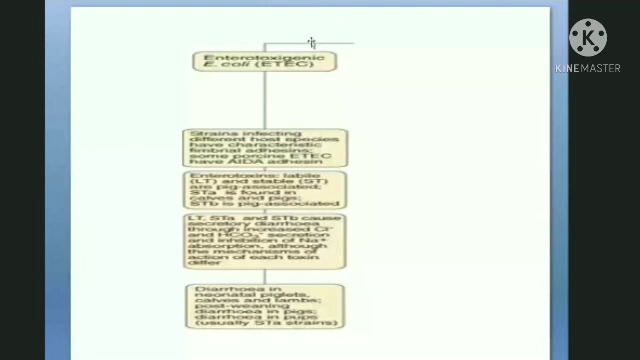 KINEMASTER
Enterotoxigenic
E. coli (ETEC)
Strains infecting
different host species
have characteristic
fimbrial adhesins;
some porcine ETEC
have AIDA adhesin
Enterotoxins: labile
(LT) and stable (ST)
are pig-associated;
STa is found in
calves and pigs;
STb is pig-associated
LT, STa and STb cause
secretory diarrhoea
through increased Cl⁻
and HCO₃⁻ secretion
and inhibition of Na⁺
absorption, although
the mechanisms of
action of each toxin
differ
Diarrhoea in
neonatal piglets,
calves and lambs;
post-weaning
diarrhoea in pigs;
diarrhoea in pups
(usually STa strains)